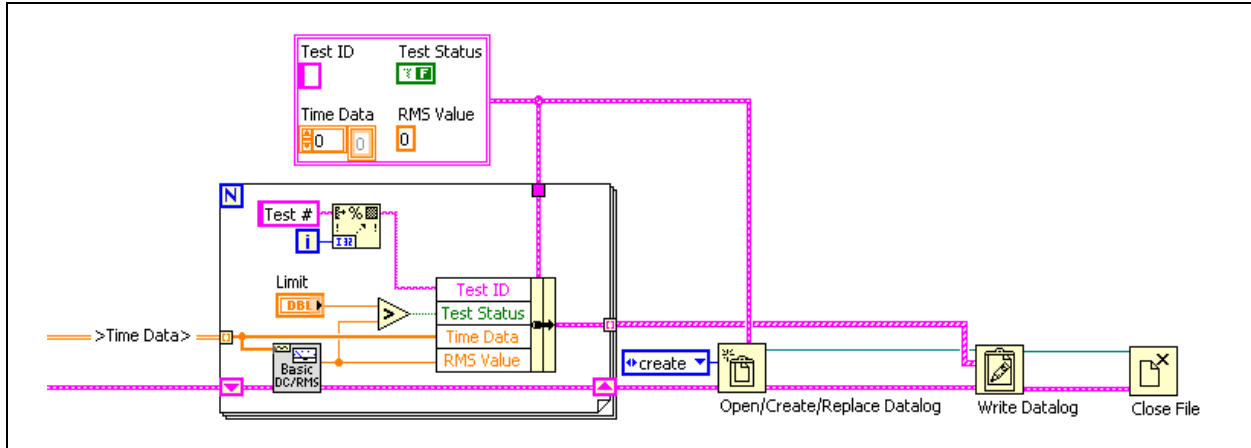 Test ID Test Status
F
Time Data RMS Value
0 0 0
N
Test # %
i I32
Limit
DBL
>
Test ID
Test Status
Time Data
RMS Value
>Time Data>
Basic
DC/RMS
create
Open/Create/Replace Datalog
Write Datalog
Close File